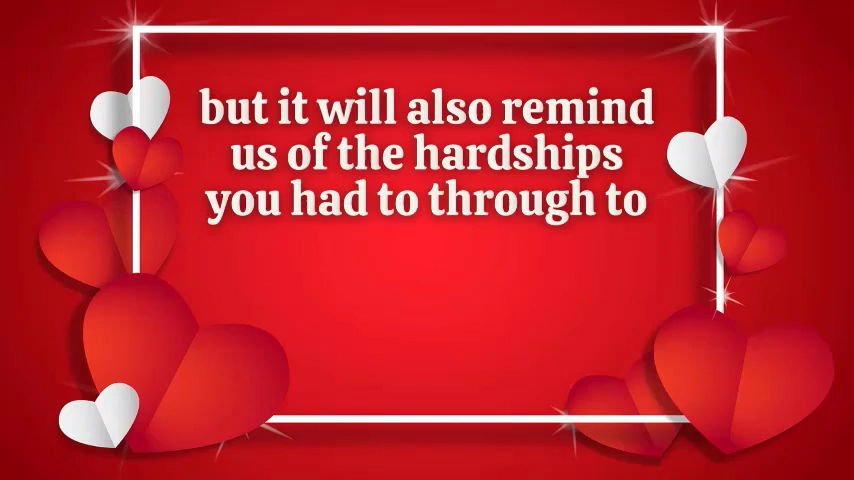 but it will also remind
us of the hardships
you had to through to